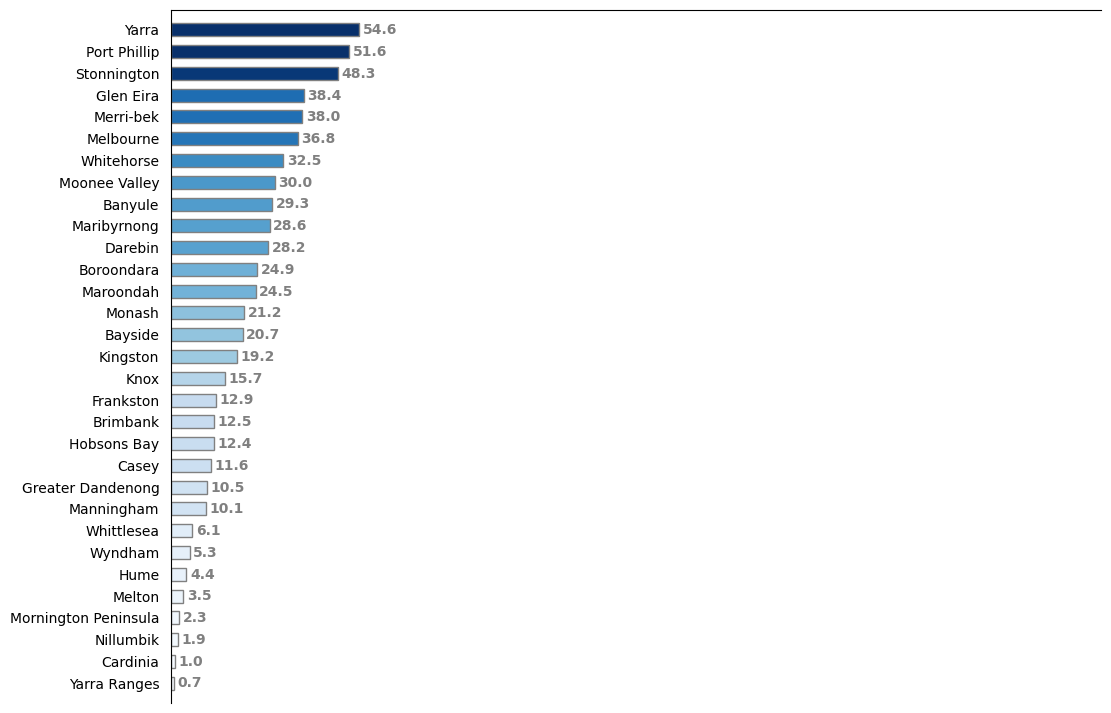 Yarra 54.6
Port Phillip 51.6
Stonnington 48.3
Glen Eira 38.4
Merri-bek 38.0
Melbourne 36.8
Whitehorse 32.5
Moonee Valley 30.0
Banyule 29.3
Maribyrnong 28.6
Darebin 28.2
Boroondara 24.9
Maroondah 24.5
Monash 21.2
Bayside 20.7
Kingston 19.2
Knox 15.7
Frankston 12.9
Brimbank 12.5
Hobsons Bay 12.4
Casey 11.6
Greater Dandenong 10.5
Manningham 10.1
Whittlesea 6.1
Wyndham 5.3
Hume 4.4
Melton 3.5
Mornington Peninsula 2.3
Nillumbik 1.9
Cardinia 1.0
Yarra Ranges 0.7